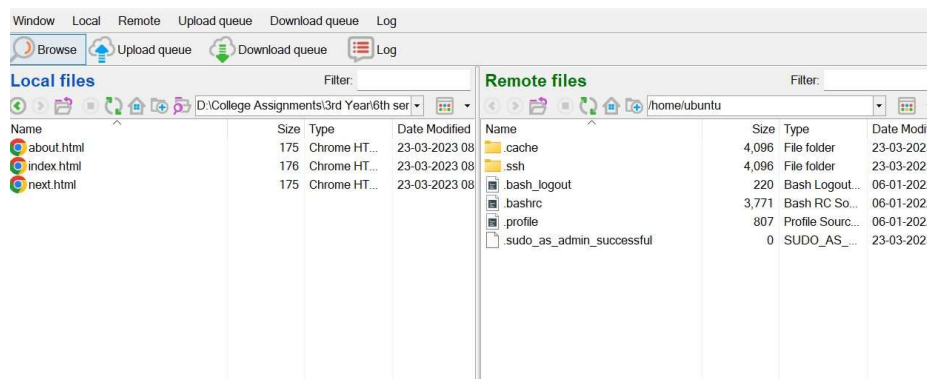 Window Local Remote Upload queue Download queue Log
Browse Upload queue Download queue Log
Local files Filter: Remote files Filter:
D:\College Assignments\3rd Year\6th ser /home/ubuntu
Name Size Type Date Modified Name Size Type Date Modi
about.html 175 Chrome HT... 23-03-2023 08 .cache 4,096 File folder 23-03-202
index.html 176 Chrome HT... 23-03-2023 08 .ssh 4,096 File folder 23-03-202
next.html 175 Chrome HT... 23-03-2023 08 .bash_logout 220 Bash Logout... 06-01-202
.bashrc 3,771 Bash RC So... 06-01-202
.profile 807 Profile Sourc... 06-01-202
.sudo_as_admin_successful 0 SUDO_AS_... 23-03-202